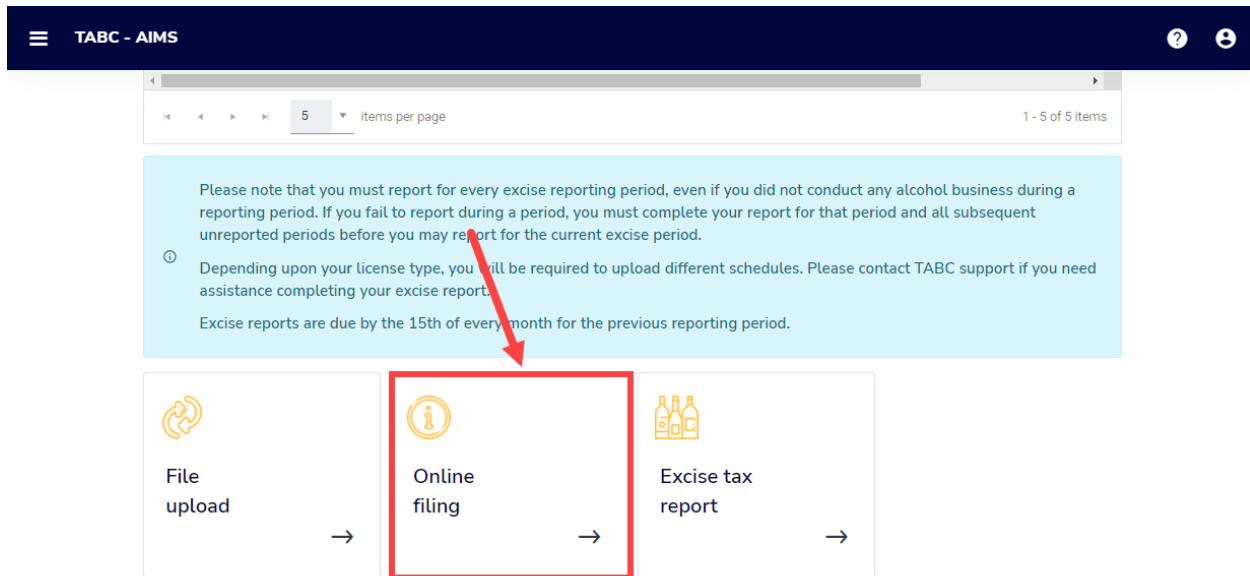 TABC - AIMS
5 items per page 1 - 5 of 5 items
Please note that you must report for every excise reporting period, even if you did not conduct any alcohol business during a
reporting period. If you fail to report during a period, you must complete your report for that period and all subsequent
unreported periods before you may report for the current excise period.
Depending upon your license type, you will be required to upload different schedules. Please contact TABC support if you need
assistance completing your excise report.
Excise reports are due by the 15th of every month for the previous reporting period.
File
upload
Online
filing
Excise tax
report